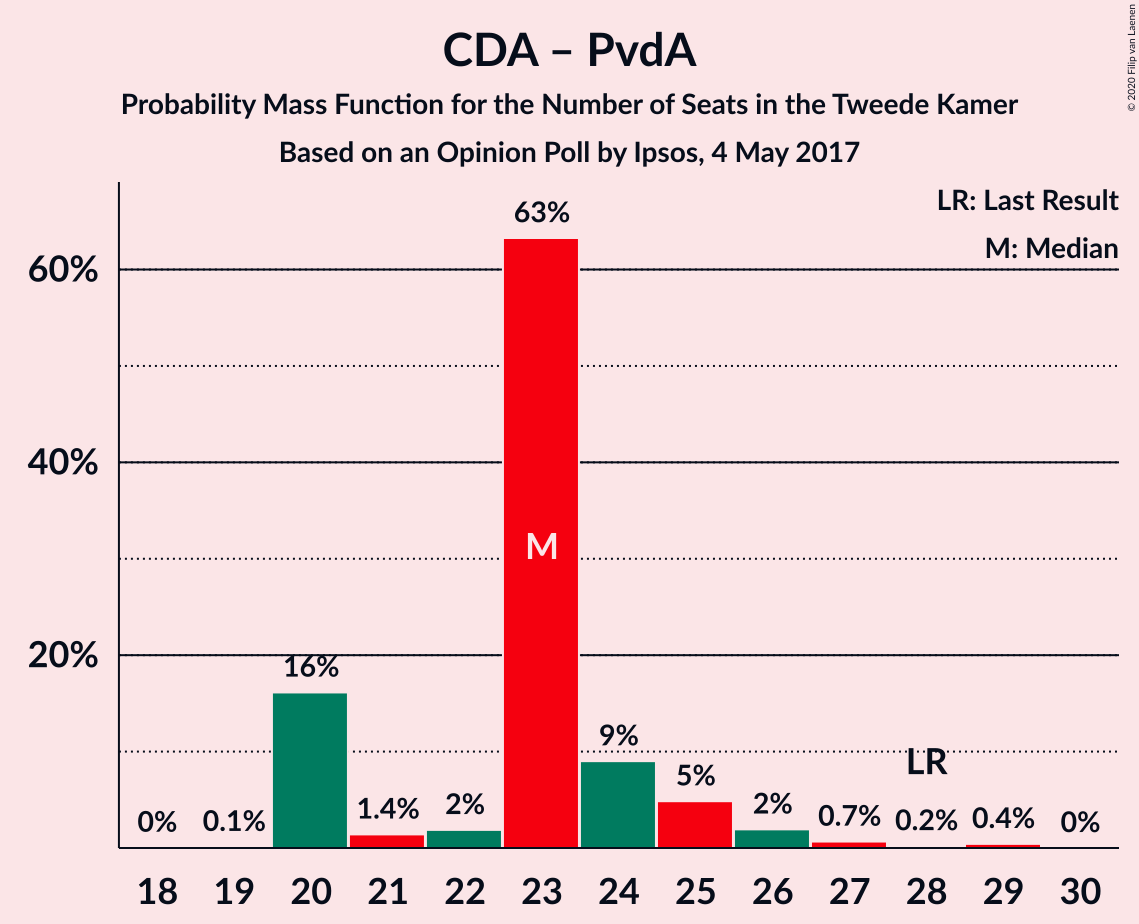 CDA – PvdA
Probability Mass Function for the Number of Seats in the Tweede Kamer
Based on an Opinion Poll by Ipsos, 4 May 2017
© 2020 Filip van Laenen
LR: Last Result
M: Median
60%
40%
20%
0%
0.1%
16%
1.4%
2%
63%
M
9%
5%
2%
0.7%
LR
0.2%
0.4%
0%
18 19 20 21 22 23 24 25 26 27 28 29 30